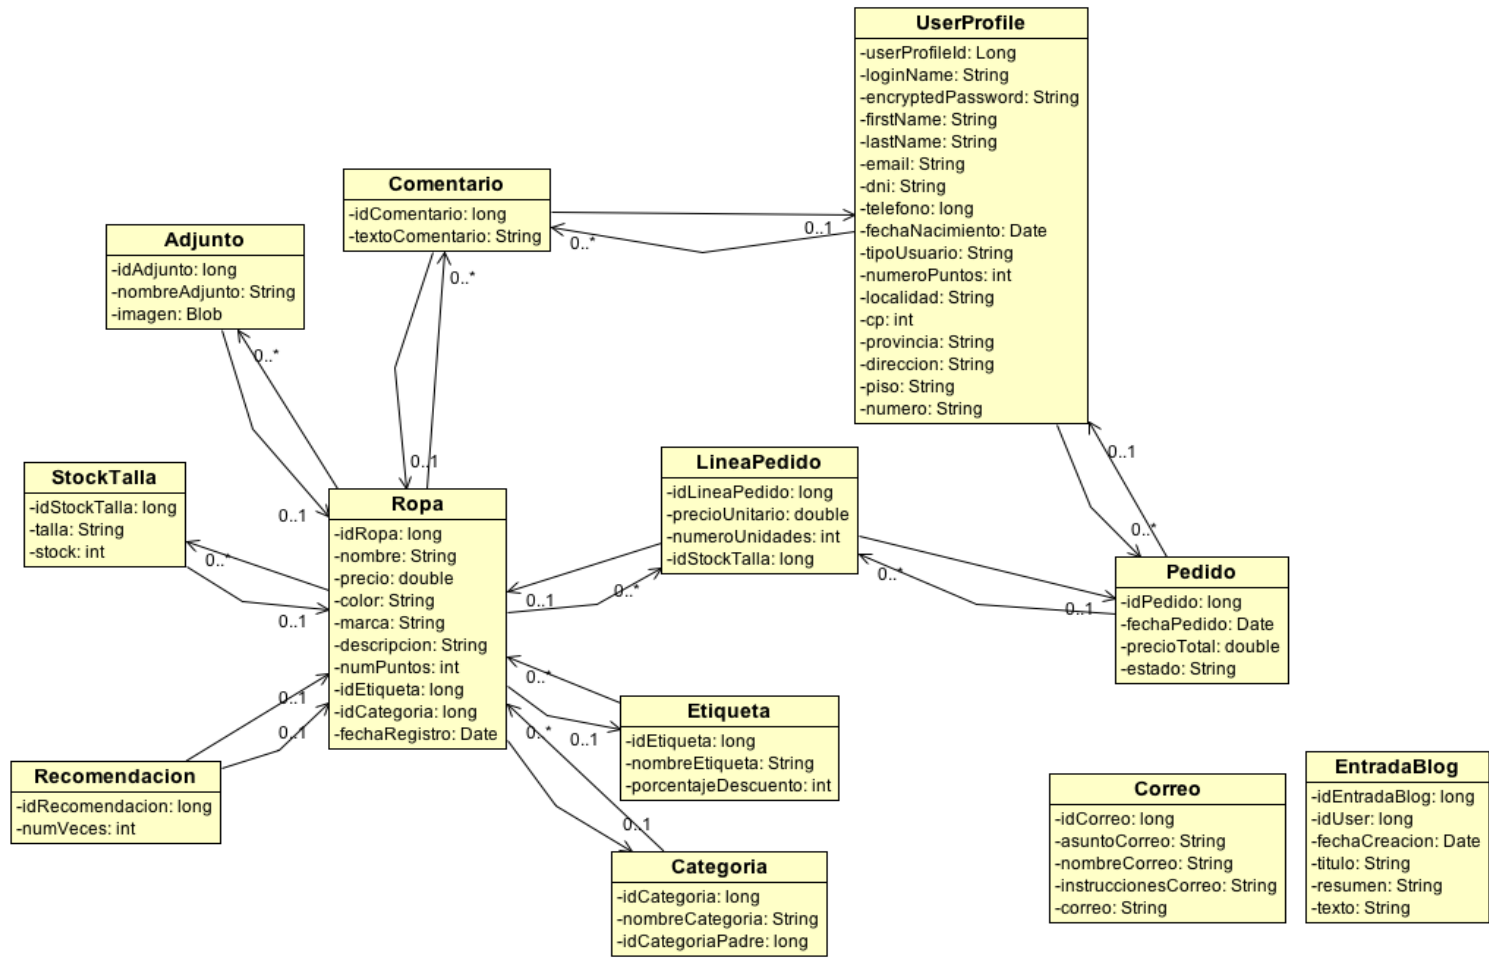 UserProfile
-userProfileId: Long
-loginName: String
-encryptedPassword: String
-firstName: String
-lastName: String
-email: String
-dni: String
-telefono: long
-fechaNacimiento: Date
-tipoUsuario: String
-numeroPuntos: int
-localidad: String
-cp: int
-provincia: String
-direccion: String
-piso: String
-numero: String
Comentario
-idComentario: long
-textoComentario: String
0..*
0..1
0..*
Adjunto
-idAdjunto: long
-nombreAdjunto: String
-imagen: Blob
0..*
0..1
0..1
0..1
0..*
StockTalla
-idStockTalla: long
-talla: String
-stock: int
0..*
0..1
Ropa
-idRopa: long
-nombre: String
-precio: double
-color: String
-marca: String
-descripcion: String
-numPuntos: int
-idEtiqueta: long
-idCategoria: long
-fechaRegistro: Date
LineaPedido
-idLineaPedido: long
-precioUnitario: double
-numeroUnidades: int
-idStockTalla: long
0..1
0..*
0..*
0..1
Pedido
-idPedido: long
-fechaPedido: Date
-precioTotal: double
-estado: String
0..1
0..1
0..*
0..1
0..*
0..1
Etiqueta
-idEtiqueta: long
-nombreEtiqueta: String
-porcentajeDescuento: int
Recomendacion
-idRecomendacion: long
-numVeces: int
Categoria
-idCategoria: long
-nombreCategoria: String
-idCategoriaPadre: long
Correo
-idCorreo: long
-asuntoCorreo: String
-nombreCorreo: String
-instruccionesCorreo: String
-correo: String
EntradaBlog
-idEntradaBlog: long
-idUser: long
-fechaCreacion: Date
-titulo: String
-resumen: String
-texto: String